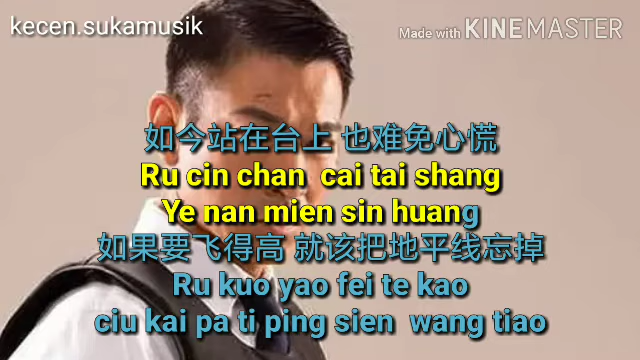 kecen.sukamusik
Made with KINEMASTER
如今站在台上 也难免心慌
Ru cin chan cai tai shang
Ye nan mien sin huang
如果要飞得高 就该把地平线忘掉
Ru kuo yao fei te kao
ciu kai pa ti ping sien wang tiao